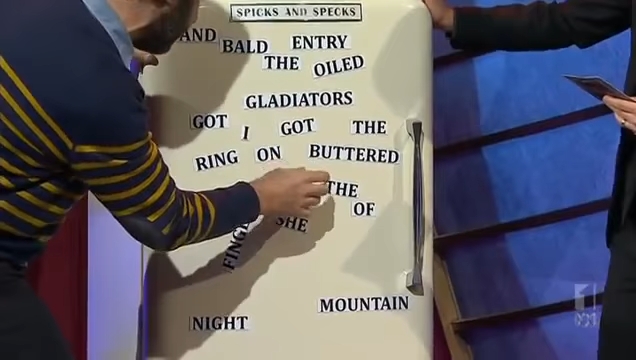 SPICKS AND SPECKS
AND BALD ENTRY
THE OILED
GLADIATORS
GOT I GOT THE
RING ON BUTTERED
THE
SHE OF
NIGHT MOUNTAIN